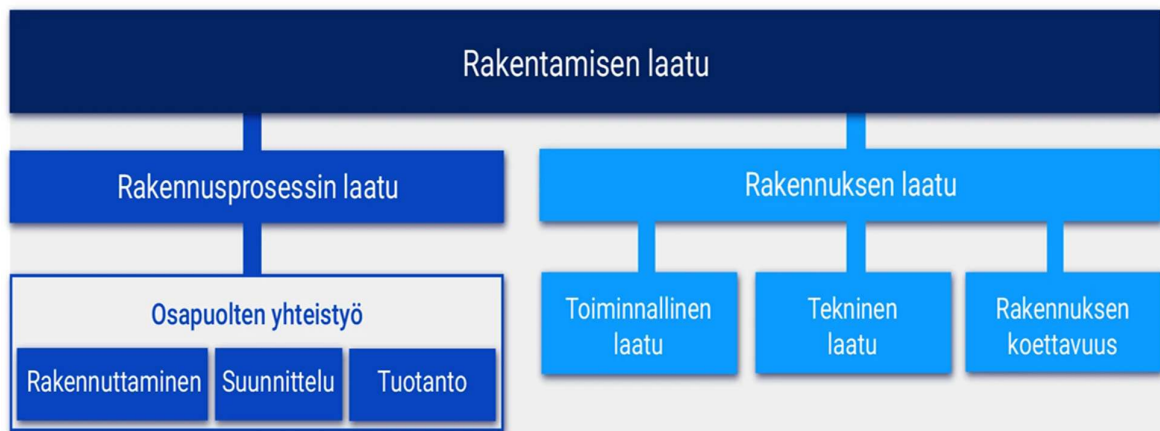 Rakentamisen laatu
Rakennusprosessin laatu
Rakennuksen laatu
Osapuolten yhteistyö
Rakennuttaminen
Suunnittelu
Tuotanto
Toiminnallinen
laatu
Tekninen
laatu
Rakennuksen
koettavuus